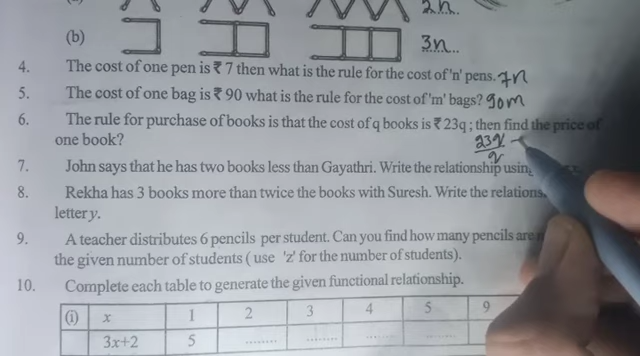 2n.
(b) 3n..
4. The cost of one pen is ₹ 7 then what is the rule for the cost of 'n' pens. 7n
5. The cost of one bag is ₹ 90 what is the rule for the cost of 'm' bags? 90m
6. The rule for purchase of books is that the cost of q books is ₹ 23q ; then find the price of
one book? 23q/q
7. John says that he has two books less than Gayathri. Write the relationship
8. Rekha has 3 books more than twice the books with Suresh. Write the
letter y.
9. A teacher distributes 6 pencils per student. Can you find how many pencils are
the given number of students ( use 'z' for the number of students).
10. Complete each table to generate the given functional relationship.
(i) x 1 2 3 4 5 9
3x+2 5 ........ ........ ........ ........